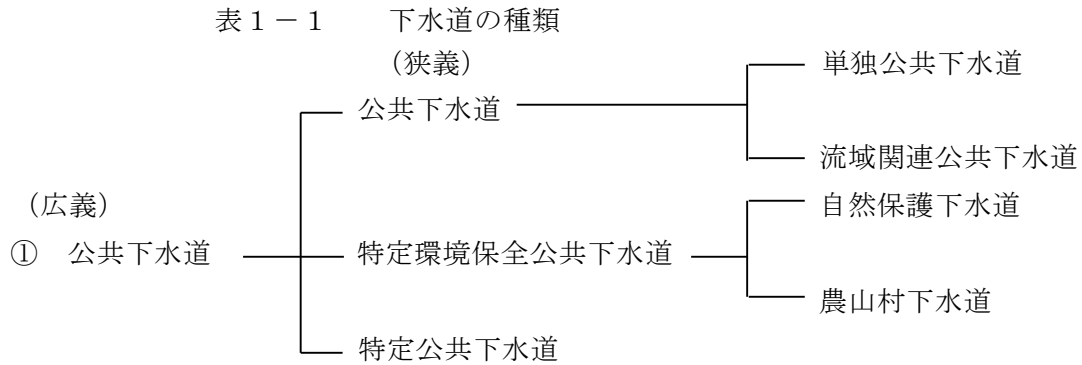 表1－1　下水道の種類
（狭義）
単独公共下水道
公共下水道
流域関連公共下水道
（広義）
自然保護下水道
①　公共下水道
特定環境保全公共下水道
農山村下水道
特定公共下水道